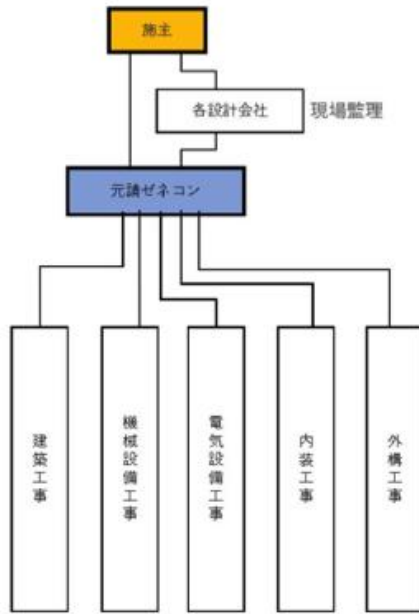 施主
各設計会社
現場監理
元請ゼネコン
建築工事
機械設備工事
電気設備工事
内装工事
外構工事